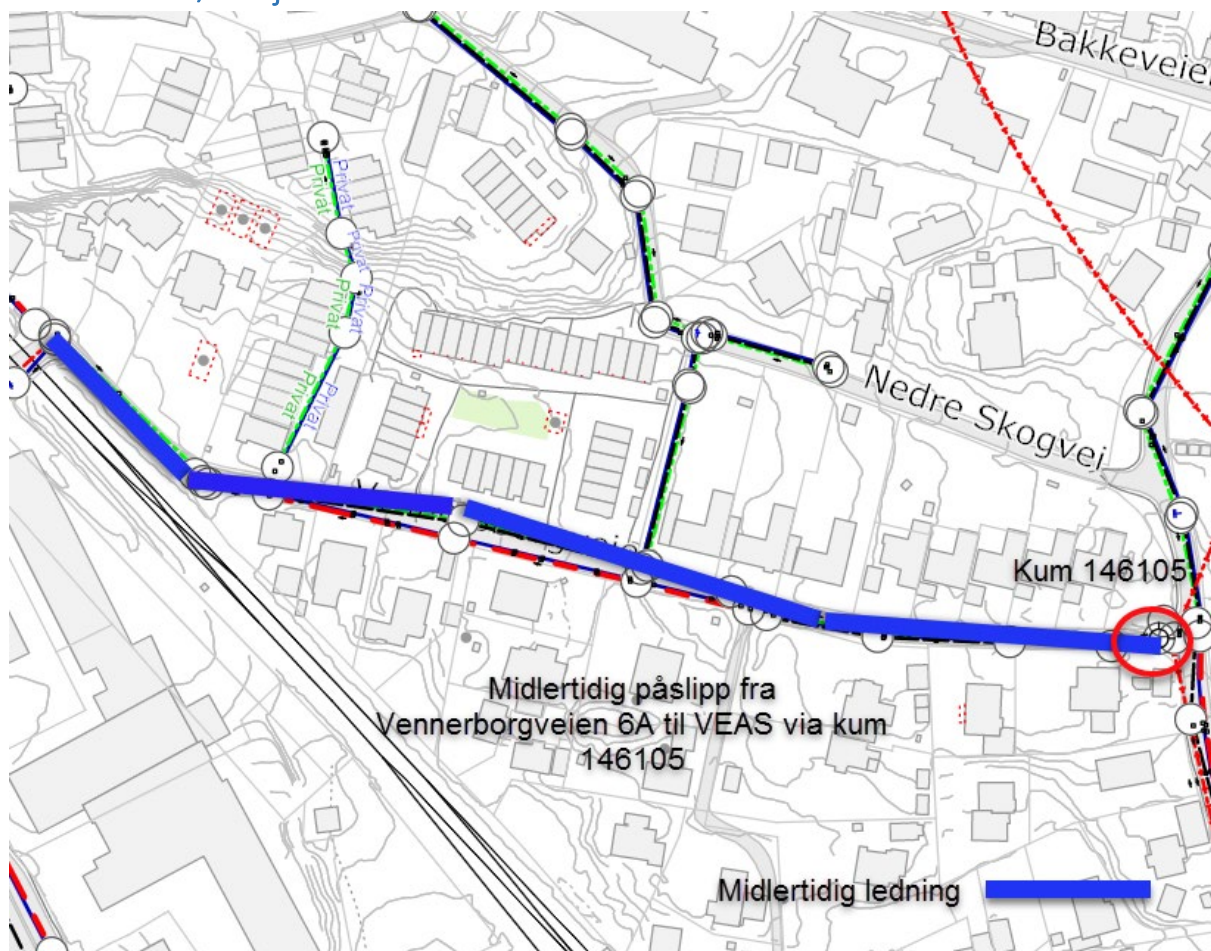 Bakkeveien
Privat
Privat
Privat
Privat
Privat
Privat
Nedre Skogvei
Kum 146105
Midlertidig påslipp fra
Vennerborgveien 6A til VEAS via kum
146105
Midlertidig ledning